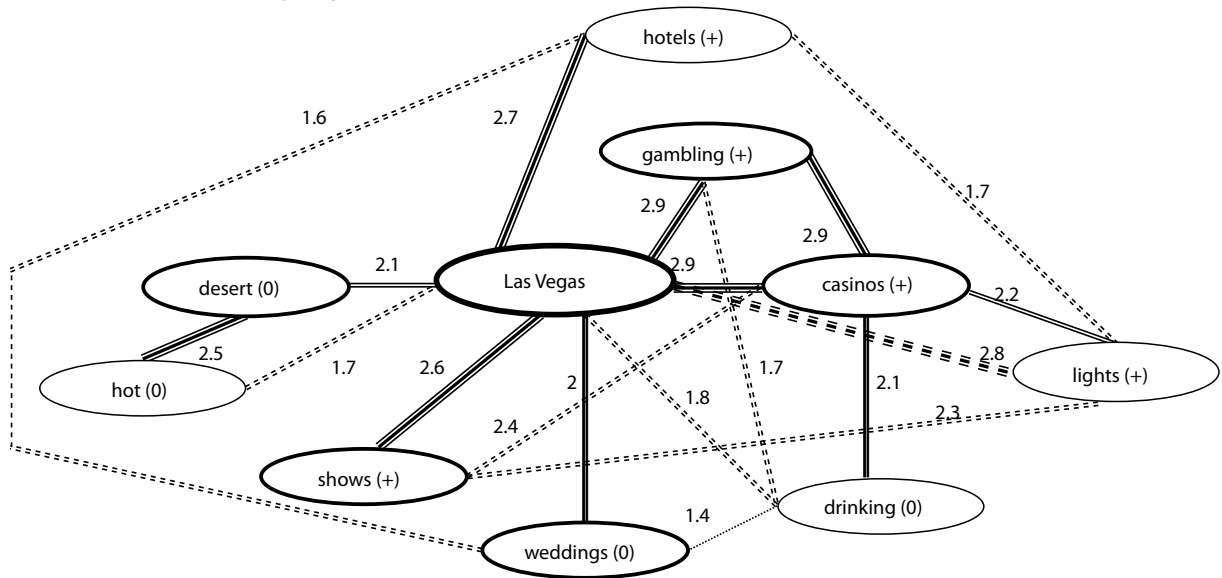 hotels (+)
1.6
2.7
gambling (+)
1.7
2.9
2.9
desert (0)
2.1
Las Vegas
2.9
casinos (+)
2.2
hot (0)
2.5
1.7
2.6
2
1.8
1.7
2.1
2.8
lights (+)
2.4
2.3
shows (+)
drinking (0)
1.4
weddings (0)